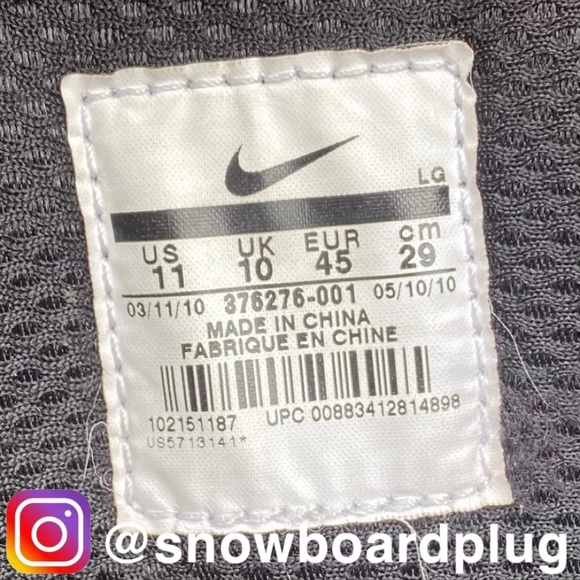 LG
US UK EUR cm
11 10 45 29
03/11/10 376276-001 05/10/10
MADE IN CHINA
FABRIQUE EN CHINE
102151187 UPC 00883412814898
US5713141*
@snowboardplug